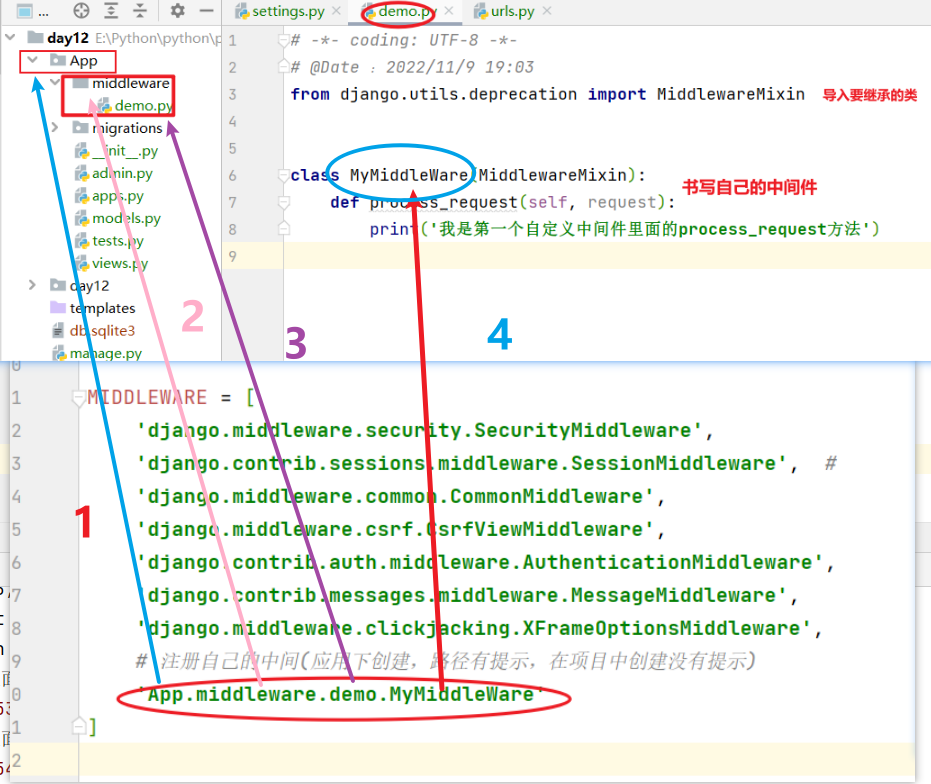 ...
settings.py
demo.py
urls.py
day12 E:\Python\python\p
App
middleware
demo.py
migrations
__init__.py
admin.py
apps.py
models.py
tests.py
views.py
day12
templates
db.sqlite3
manage.py
1 # -*- coding: UTF-8 -*-
2 # @Date : 2022/11/9 19:03
3 from django.utils.deprecation import MiddlewareMixin 导入要继承的类
4
5
6 class MyMiddleWare(MiddlewareMixin):
书写自己的中间件
7 def process_request(self, request):
8 print('我是第一个自定义中间件里面的process_request方法')
9
2
3
4
1
0
1 MIDDLEWARE = [
2 'django.middleware.security.SecurityMiddleware',
3 'django.contrib.sessions.middleware.SessionMiddleware', #
4 'django.middleware.common.CommonMiddleware',
5 'django.middleware.csrf.CsrfViewMiddleware',
6 'django.contrib.auth.middleware.AuthenticationMiddleware',
7 'django.contrib.messages.middleware.MessageMiddleware',
8 'django.middleware.clickjacking.XFrameOptionsMiddleware',
9 # 注册自己的中间(应用下创建，路径有提示，在项目中创建没有提示)
0 'App.middleware.demo.MyMiddleWare'
1 ]
2